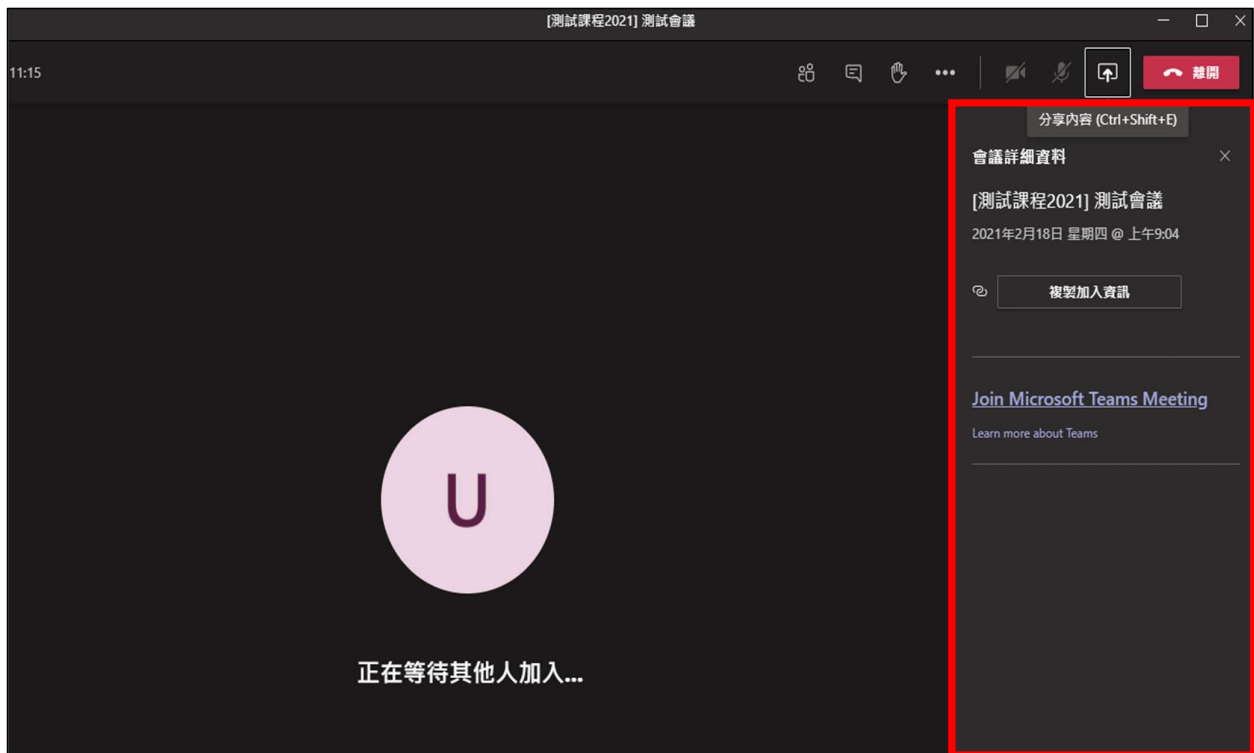 [測試課程2021] 測試會議
11:15
離開
分享內容 (Ctrl+Shift+E)
會議詳細資料
[測試課程2021] 測試會議
2021年2月18日 星期四 @ 上午9:04
複製加入資訊
Join Microsoft Teams Meeting
Learn more about Teams
U
正在等待其他人加入...